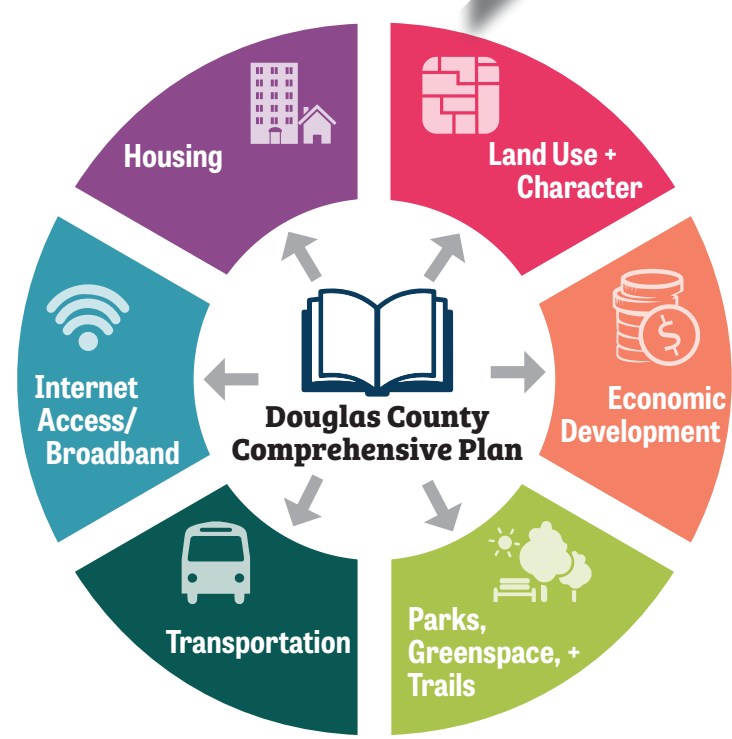 Housing
Land Use +
Character
Internet
Access/
Broadband
Economic
Development
Douglas County
Comprehensive Plan
Transportation
Parks,
Greenspace, +
Trails
$